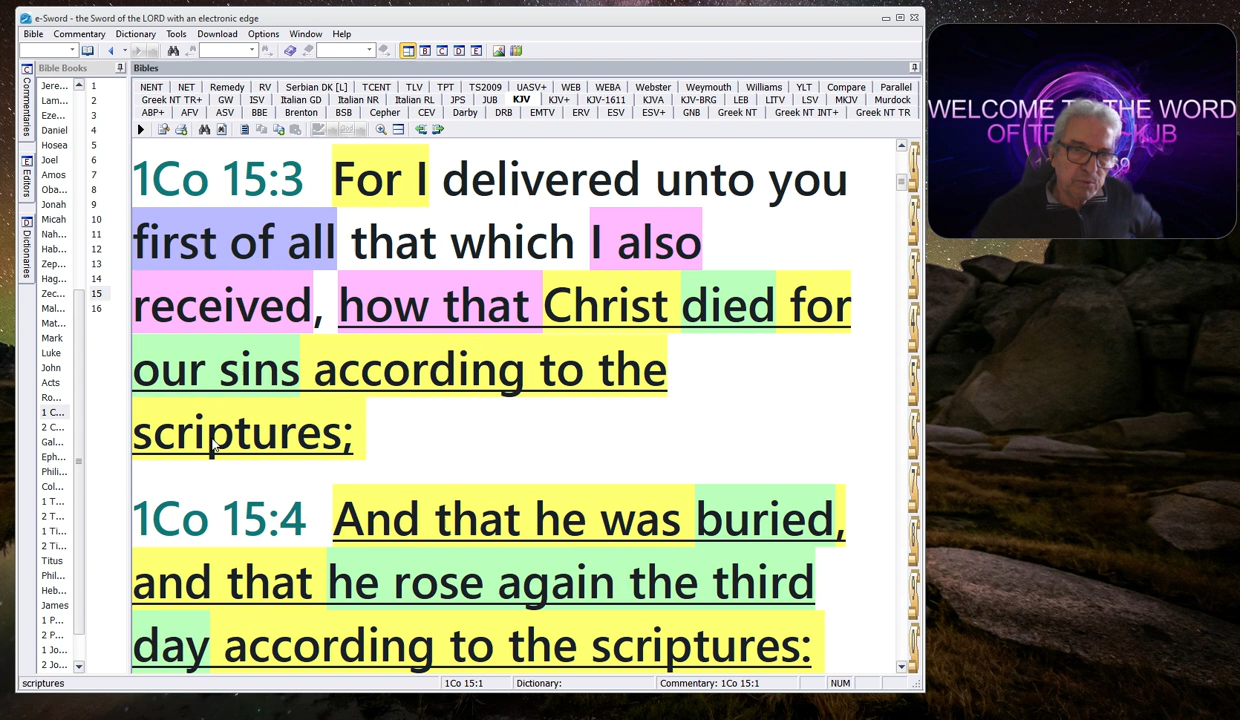 e-Sword - the Sword of the LORD with an electronic edge
Bible Commentary Dictionary Tools Download Options Window Help
Bible Books
Bibles
NENT NET Remedy RV Serbian DK [L] TCENT TLV TPT TS2009 UASV+ WEB WEBA Webster Weymouth Williams YLT Compare Parallel
Greek NT TR+ GW ISV Italian GD Italian NR Italian RL JPS JUB KJV KJV+ KJV-1611 KJVA KJV-BRG LEB LITV LSV MKJV Murdock
ABP+ AFV ASV BBE Brenton BSB Cepher CEV Darby DRB EMTV ERV ESV ESV+ GNB Greek NT Greek NT INT+ Greek NT TR
Commentaries
Editors
Dictionaries
Jere... 1
Lam... 2
Eze... 3
Daniel 4
Hosea 5
Joel 6
Amos 7
Oba... 8
Jonah 9
Micah 10
Nah... 11
Hab... 12
Zep... 13
Hag... 14
Zec... 15
Mal... 16
Mat...
Mark
Luke
John
Acts
Ro...
1 C...
2 C...
Gal...
Eph...
Phili...
Col...
1 T...
2 T...
1 Ti...
2 Ti...
Titus
Phil...
Heb...
James
1 P...
2 P...
1 Jo...
2 Jo...
1Co 15:3 For I delivered unto you
first of all that which I also
received, how that Christ died for
our sins according to the
scriptures;
1Co 15:4 And that he was buried,
and that he rose again the third
day according to the scriptures:
scriptures 1Co 15:1 Dictionary: Commentary: 1Co 15:1 NUM
WELCOME THE WORD
OF KJB